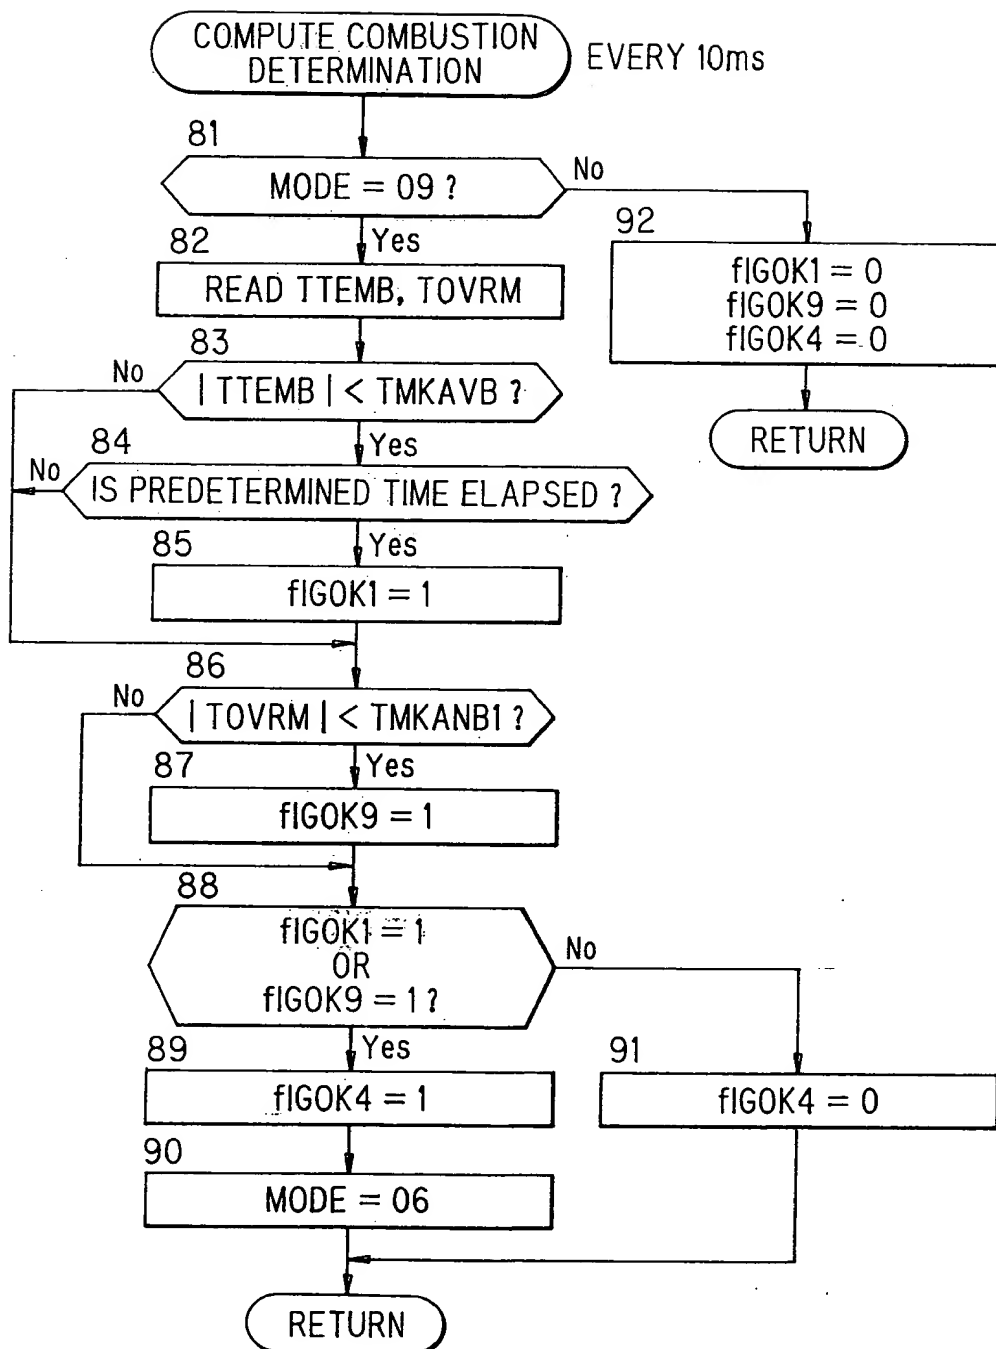 COMPUTE COMBUSTION
DETERMINATION
EVERY 10ms
81
MODE = 09 ?
No
Yes
82
READ TTEMB, TOVRM
92
fIGOK1 = 0
fIGOK9 = 0
fIGOK4 = 0
RETURN
83
No
| TTEMB | < TMKAVB ?
Yes
84
No
IS PREDETERMINED TIME ELAPSED ?
Yes
85
fIGOK1 = 1
86
No
| TOVRM | < TMKANB1 ?
Yes
87
fIGOK9 = 1
88
fIGOK1 = 1
OR
fIGOK9 = 1 ?
No
Yes
89
fIGOK4 = 1
91
fIGOK4 = 0
90
MODE = 06
RETURN